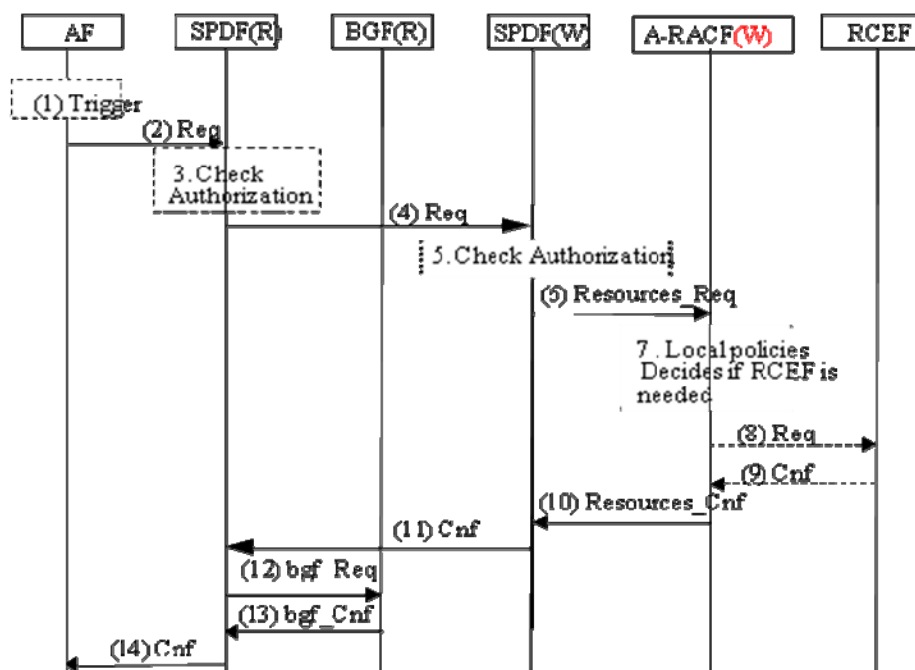 AF
SPDF(R)
BGF(R)
SPDF(W)
A-RACF(W)
RCEF
(1) Trigger
(2) Req
3. Check
Authorization
(4) Req
5. Check Authorization
(6) Resources_Req
7 . Local policies
Decides if RCEF is
needed
(8) Req
(9) Cnf
(10) Resources_Cnf
(11) Cnf
(12) bgf_Req
(13) bgf_Cnf
(14) Cnf